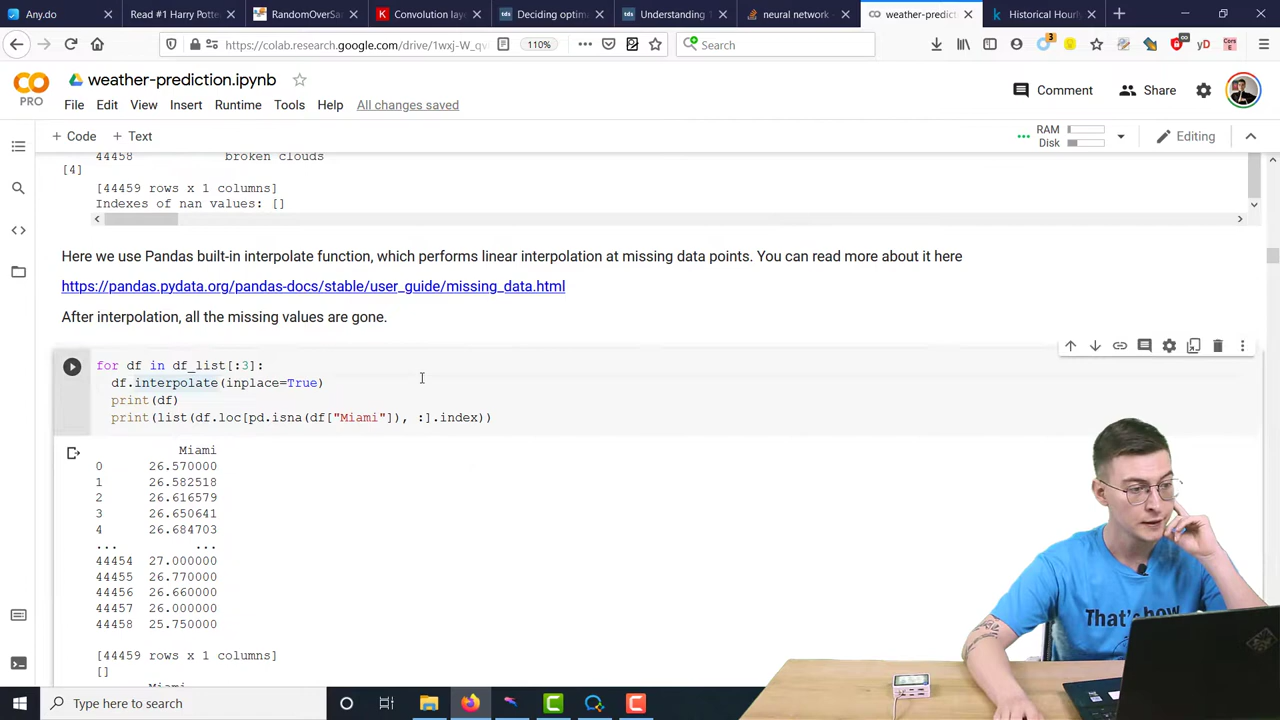 Any.do
Read #1 Harry Potte
RandomOverSa
Convolution laye
Deciding optima
Understanding 1
neural network -
weather-predicti
Historical Hourly
https://colab.research.google.com/drive/1wxj-W_qv
110%
Search
weather-prediction.ipynb
PRO
File Edit View Insert Runtime Tools Help All changes saved
Comment
Share
+ Code + Text
RAM
Disk
Editing
44458 broken clouds
[4]
[44459 rows x 1 columns]
Indexes of nan values: []
Here we use Pandas built-in interpolate function, which performs linear interpolation at missing data points. You can read more about it here
https://pandas.pydata.org/pandas-docs/stable/user_guide/missing_data.html
After interpolation, all the missing values are gone.
for df in df_list[:3]:
df.interpolate(inplace=True)
print(df)
print(list(df.loc[pd.isna(df["Miami"]), :].index))
Miami
0 26.570000
1 26.582518
2 26.616579
3 26.650641
4 26.684703
... ...
44454 27.000000
44455 26.770000
44456 26.660000
44457 26.000000
44458 25.750000
[44459 rows x 1 columns]
[]
Miami
That's how
Type here to search